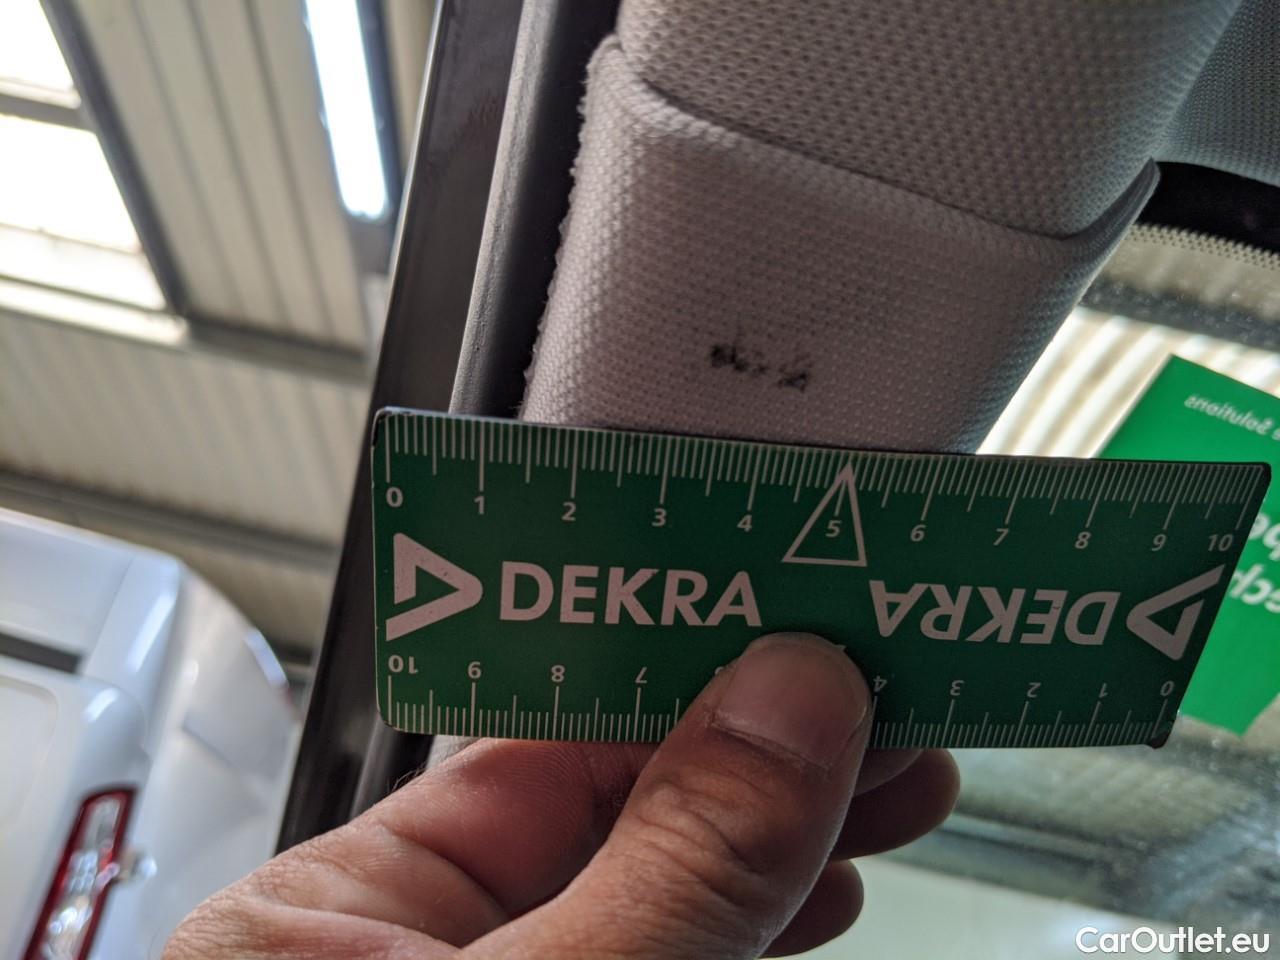 Solutions
0 1 2 3 4 5 6 7 8 9 10
DEKRA
DEKRA
10 9 8 7 4 3 2 1 0
CarOutlet.eu